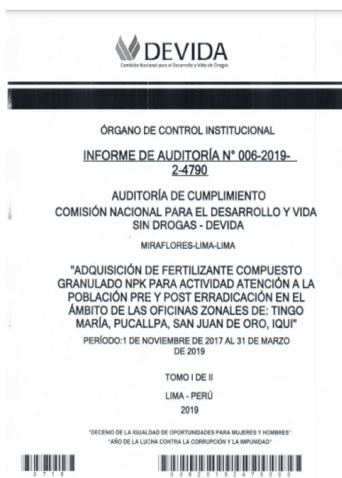 DEVIDA
Comisión Nacional para el Desarrollo y Vida sin Drogas
ÓRGANO DE CONTROL INSTITUCIONAL
INFORME DE AUDITORÍA N° 006-2019-
2-4790
AUDITORÍA DE CUMPLIMIENTO
COMISIÓN NACIONAL PARA EL DESARROLLO Y VIDA
SIN DROGAS - DEVIDA
MIRAFLORES-LIMA-LIMA
"ADQUISICIÓN DE FERTILIZANTE COMPUESTO
GRANULADO NPK PARA ACTIVIDAD ATENCIÓN A LA
POBLACIÓN PRE Y POST ERRADICACIÓN EN EL
ÁMBITO DE LAS OFICINAS ZONALES DE: TINGO
MARÍA, PUCALLPA, SAN JUAN DE ORO, IQUI"
PERÍODO:1 DE NOVIEMBRE DE 2017 AL 31 DE MARZO
DE 2019
TOMO I DE II
LIMA - PERÚ
2019
"DECENIO DE LA IGUALDAD DE OPORTUNIDADES PARA MUJERES Y HOMBRES"
"AÑO DE LA LUCHA CONTRA LA CORRUPCIÓN Y LA IMPUNIDAD"